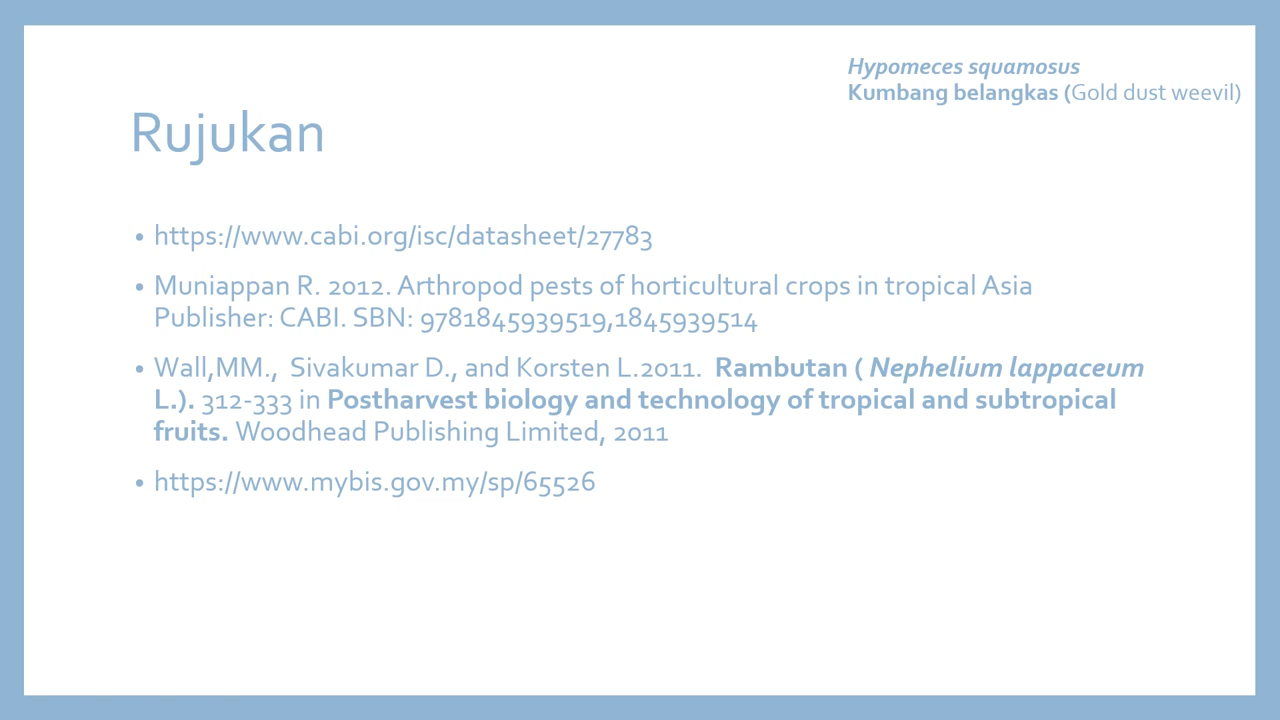 Hypomeces squamosus
Kumbang belangkas (Gold dust weevil)
Rujukan
• https://www.cabi.org/isc/datasheet/27783
• Muniappan R. 2012. Arthropod pests of horticultural crops in tropical Asia
Publisher: CABI. SBN: 9781845939519,1845939514
• Wall,MM., Sivakumar D., and Korsten L.2011. Rambutan ( Nephelium lappaceum
L.). 312-333 in Postharvest biology and technology of tropical and subtropical
fruits. Woodhead Publishing Limited, 2011
• https://www.mybis.gov.my/sp/65526